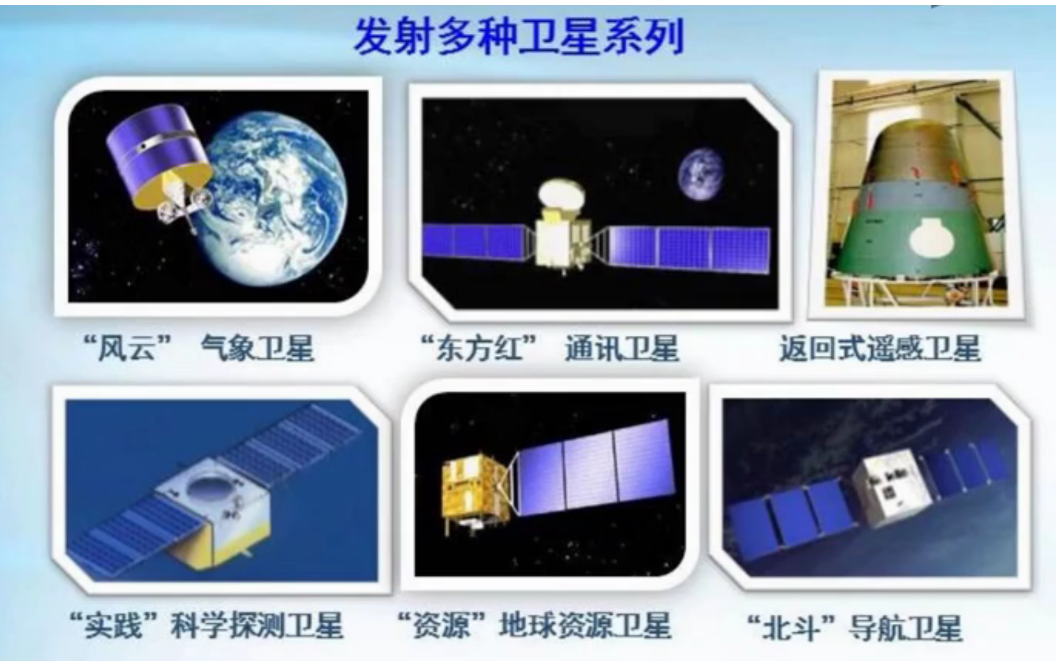 发射多种卫星系列
“风云” 气象卫星
“东方红” 通讯卫星
返回式遥感卫星
“实践”科学探测卫星
“资源”地球资源卫星
“北斗”导航卫星